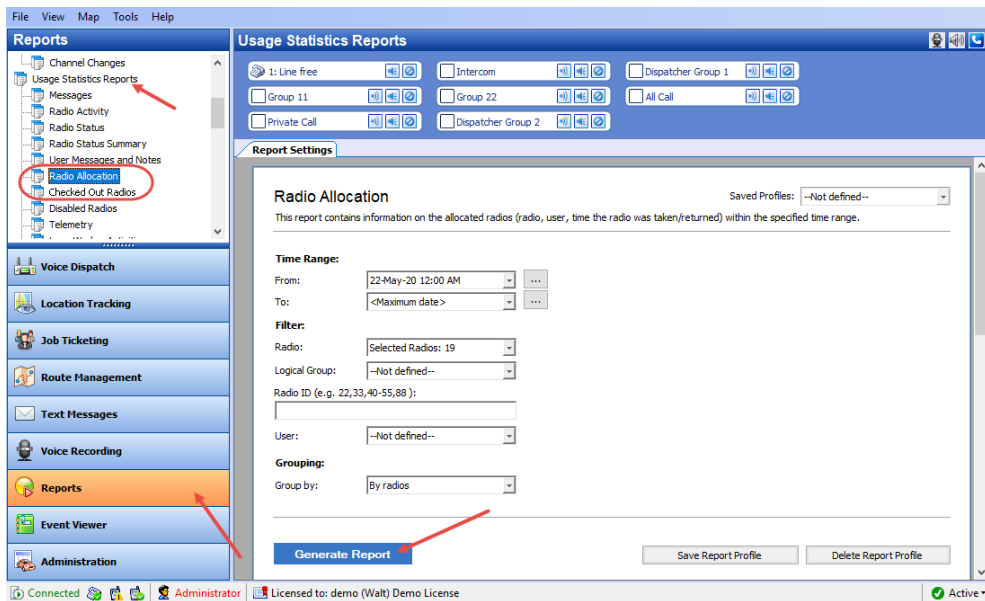 File View Map Tools Help
Reports
Channel Changes
Usage Statistics Reports
Messages
Radio Activity
Radio Status
Radio Status Summary
User Messages and Notes
Radio Allocation
Checked Out Radios
Disabled Radios
Telemetry
Voice Dispatch
Location Tracking
Job Ticketing
Route Management
Text Messages
Voice Recording
Reports
Event Viewer
Administration
Usage Statistics Reports
1: Line free Intercom Dispatcher Group 1
Group 11 Group 22 All Call
Private Call Dispatcher Group 2
Report Settings
Radio Allocation Saved Profiles: --Not defined--
This report contains information on the allocated radios (radio, user, time the radio was taken/returned) within the specified time range.
Time Range:
From: 22-May-20 12:00 AM ...
To: <Maximum date> ...
Filter:
Radio: Selected Radios: 19
Logical Group: --Not defined--
Radio ID (e.g. 22,33,40-55,88 ):
User: --Not defined--
Grouping:
Group by: By radios
Generate Report Save Report Profile Delete Report Profile
Connected Administrator Licensed to: demo (Walt) Demo License Active